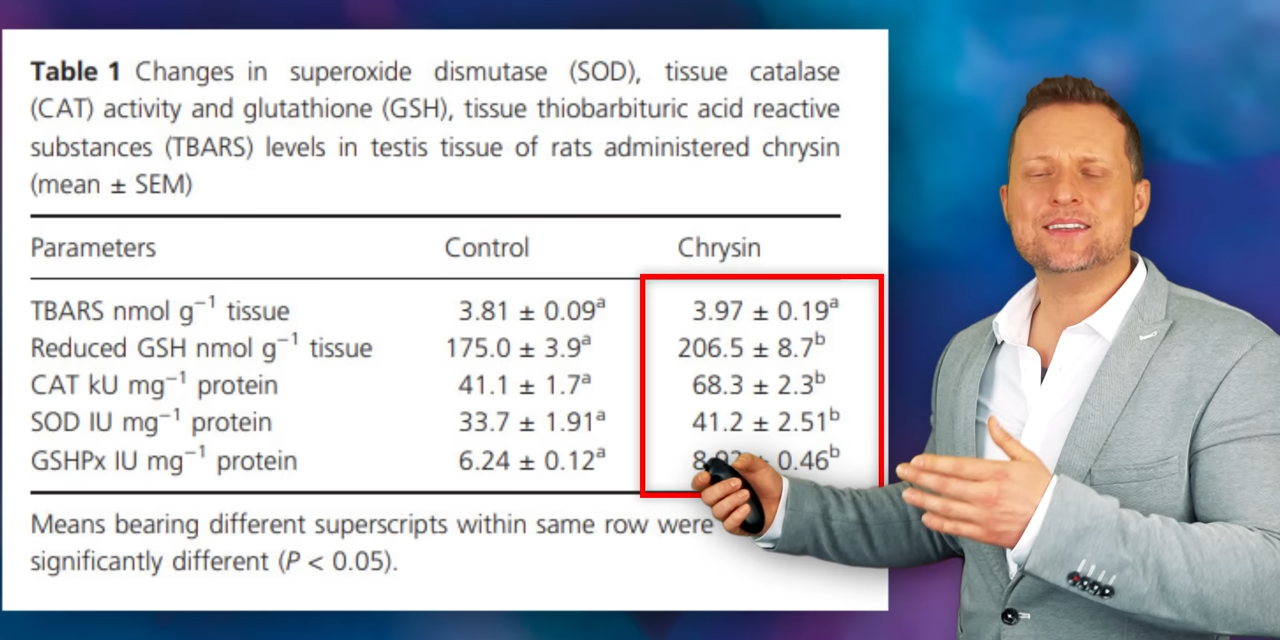 Table 1 Changes in superoxide dismutase (SOD), tissue catalase
(CAT) activity and glutathione (GSH), tissue thiobarbituric acid reactive
substances (TBARS) levels in testis tissue of rats administered chrysin
(mean ± SEM)
Parameters Control Chrysin
TBARS nmol g⁻¹ tissue 3.81 ± 0.09ᵃ 3.97 ± 0.19ᵃ
Reduced GSH nmol g⁻¹ tissue 175.0 ± 3.9ᵃ 206.5 ± 8.7ᵇ
CAT kU mg⁻¹ protein 41.1 ± 1.7ᵃ 68.3 ± 2.3ᵇ
SOD IU mg⁻¹ protein 33.7 ± 1.91ᵃ 41.2 ± 2.51ᵇ
GSHPx IU mg⁻¹ protein 6.24 ± 0.12ᵃ 0.46ᵇ
Means bearing different superscripts within same row were
significantly different (P < 0.05).